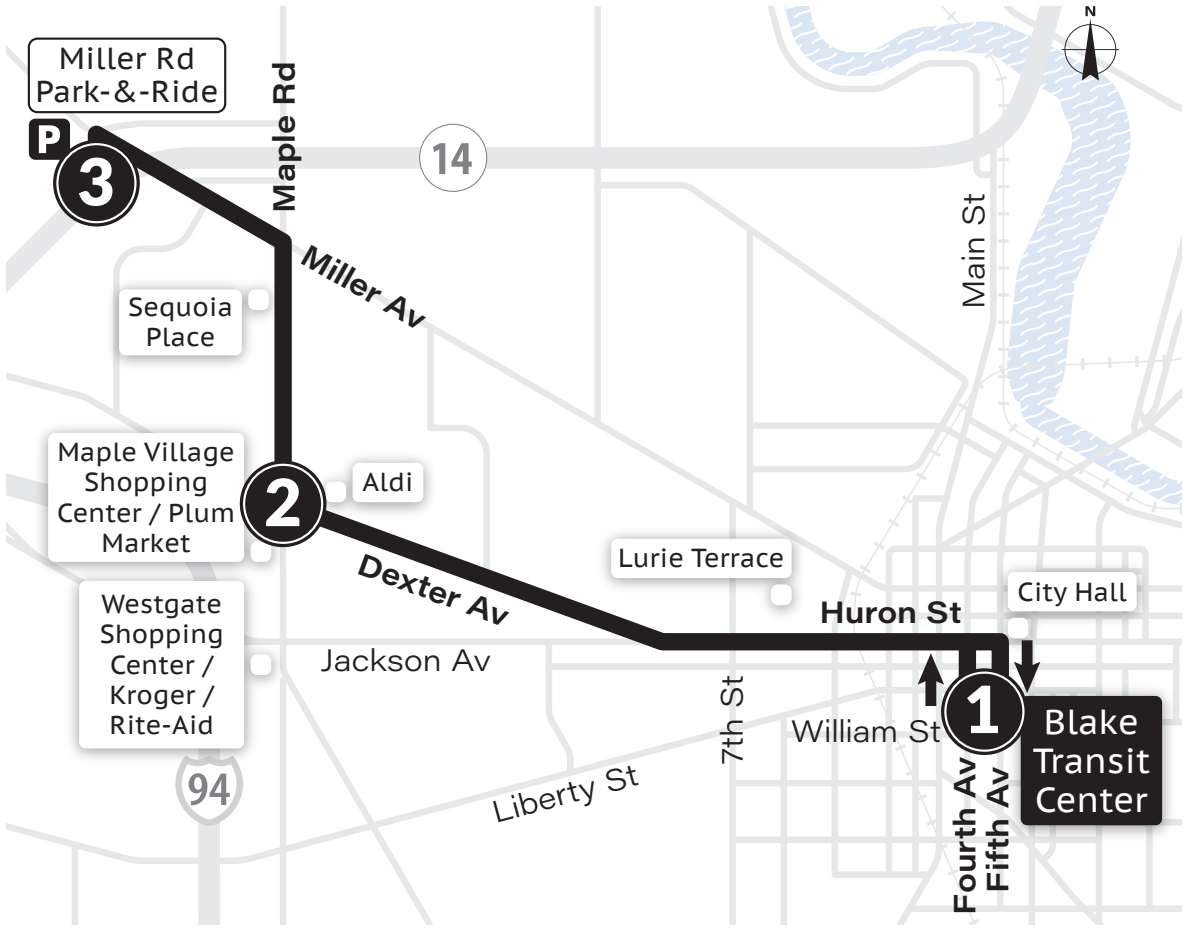 N
Miller Rd
Park-&-Ride
P
3
Maple Rd
14
Main St
Miller Av
Sequoia
Place
Maple Village
Shopping
Center / Plum
Market
2
Aldi
Dexter Av
Lurie Terrace
City Hall
Huron St
Westgate
Shopping
Center /
Kroger /
Rite-Aid
Jackson Av
7th St
William St
1
Blake
Transit
Center
94
Liberty St
Fourth Av
Fifth Av